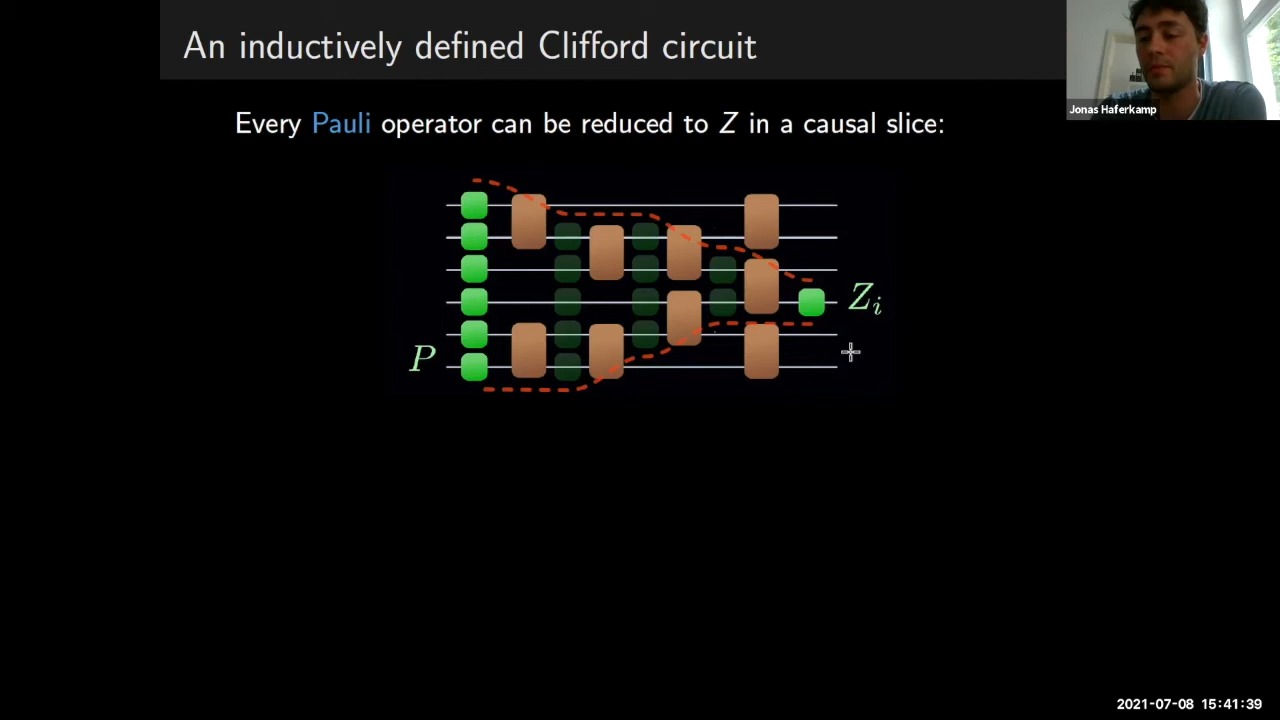 An inductively defined Clifford circuit
Jonas Haferkamp
Every Pauli operator can be reduced to Z in a causal slice:
Z_i
P
2021-07-08 15:41:39